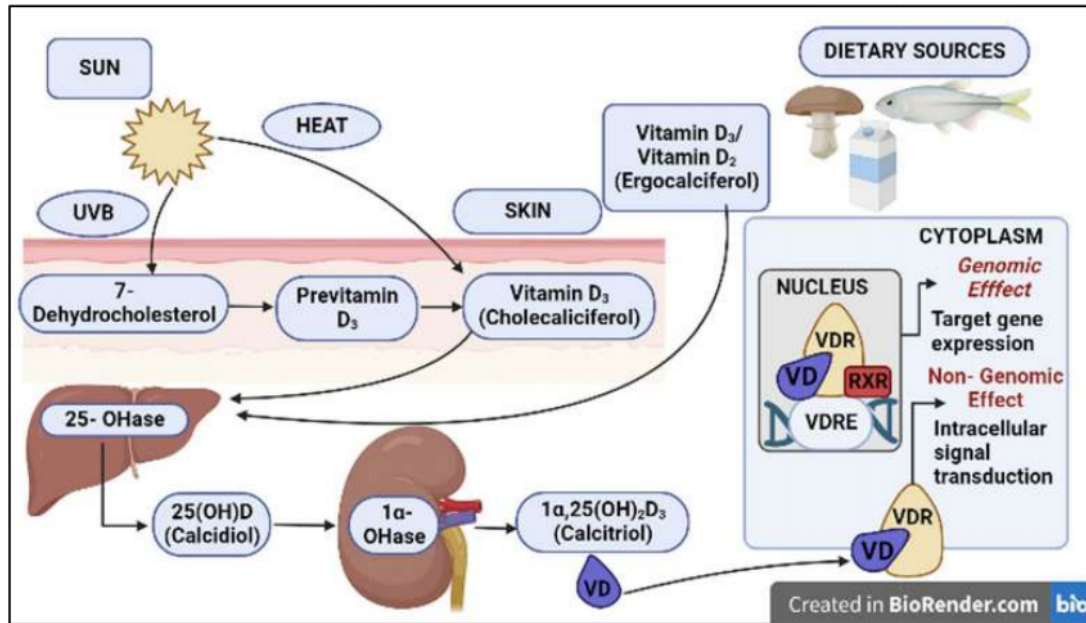 SUN
HEAT
UVB
SKIN
DIETARY SOURCES
Vitamin D₃/
Vitamin D₂
(Ergocalciferol)
7-
Dehydrocholesterol
Previtamin
D₃
Vitamin D₃
(Cholecaliciferol)
25- OHase
25(OH)D
(Calcidiol)
1α-
OHase
1α,25(OH)₂D₃
(Calcitriol)
VD
CYTOPLASM
NUCLEUS
VDR
VD
RXR
VDRE
Genomic
Efffect
Target gene
expression
Non- Genomic
Effect
Intracellular
signal
transduction
VDR
VD
Created in BioRender.com
bio